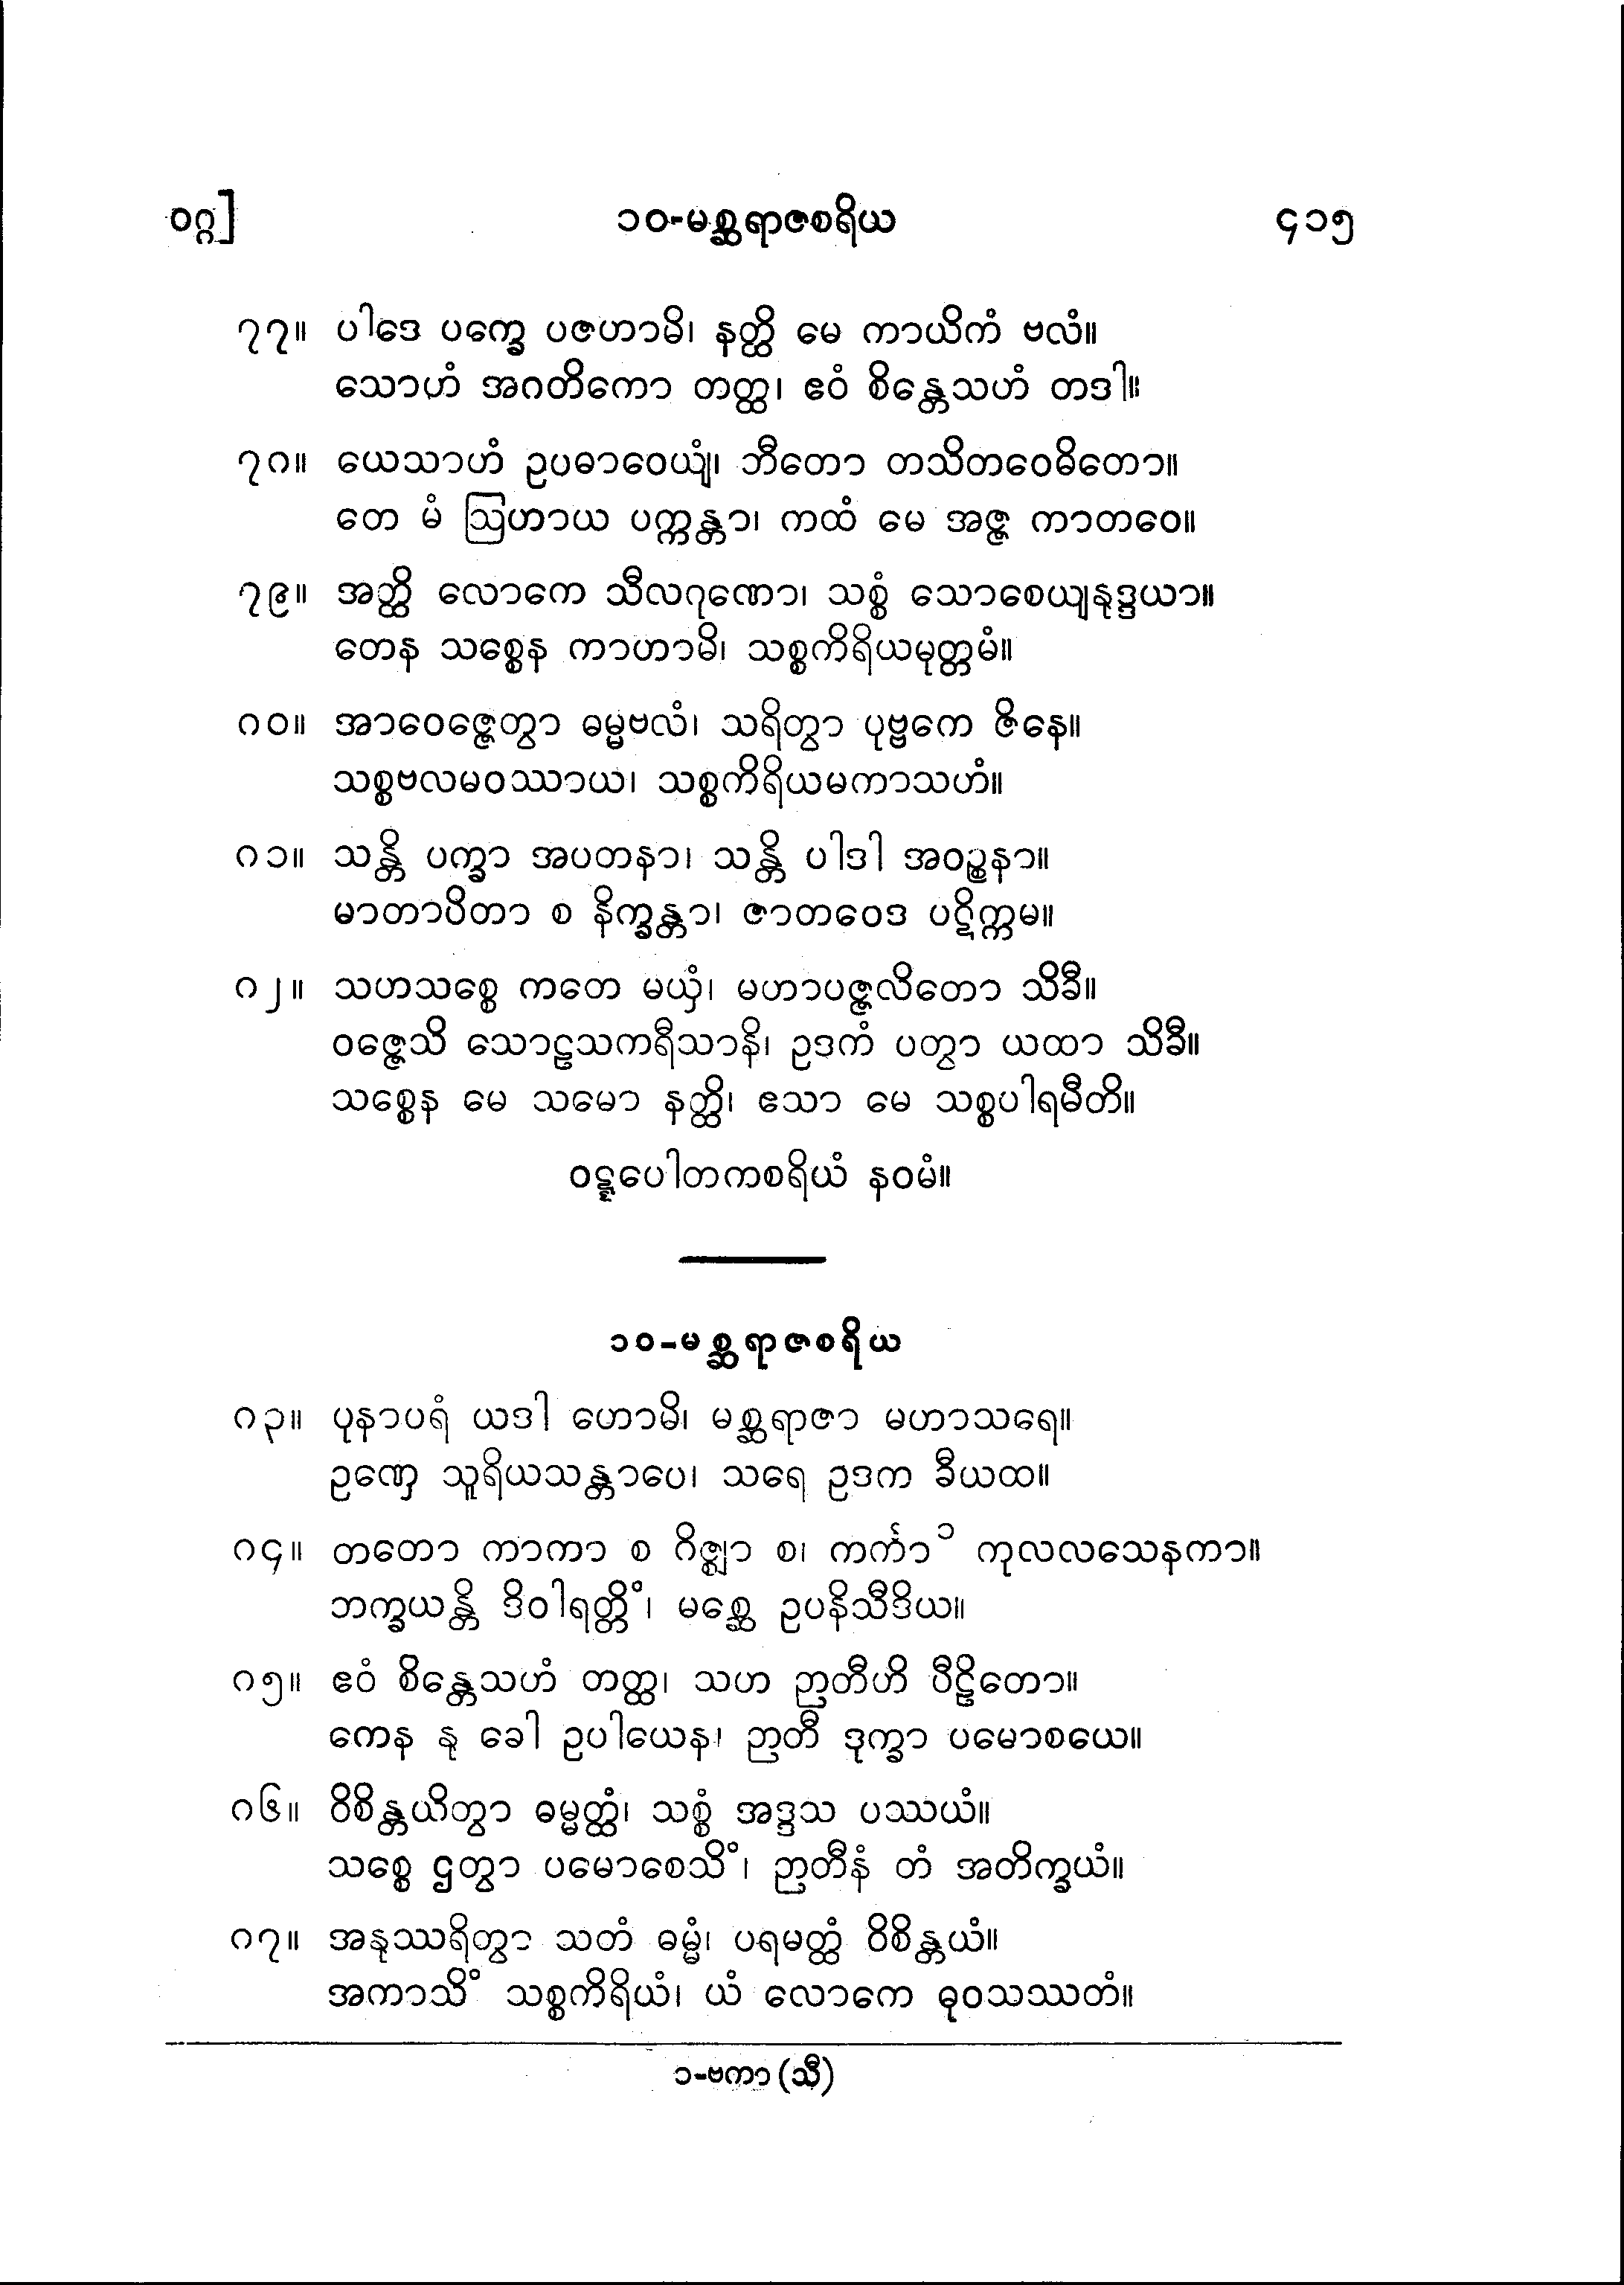 ဝဂ္ဂ]
၁၀-မစ္ဆရာဇစရိယ
၄၁၅
၇၇။ ပါဒေ ပက္ခေ ပဇဟာမိ၊ နတ္ထိ မေ ကာယိကံ ဗလံ။
သောဟံ အဂတိကော တတ္ထ၊ ဧဝံ စိန္တေသဟံ တဒါ။
၇၈။ ယေသာဟံ ဥပဓာဝေယျံ၊ ဘီတော တသိတဝေဓိတော။
တေ မံ ဩဟာယ ပက္ကန္တာ၊ ကထံ မေ အဇ္ဇ ကာတဝေ။
၇၉။ အတ္ထိ လောကေ သီလဂုဏော၊ သစ္စံ သောစေယျနုဒ္ဒယာ။
တေန သစ္စေန ကာဟာမိ၊ သစ္စကိရိယမုတ္တမံ။
၈၀။ အာဝေဇ္ဇေတွာ ဓမ္မဗလံ၊ သရိတွာ ပုဗ္ဗကေ ဇိနေ။
သစ္စဗလမဝဿာယ၊ သစ္စကိရိယမကာသဟံ။
၈၁။ သန္တိ ပက္ခာ အပတနာ၊ သန္တိ ပါဒါ အဝဉ္စနာ။
မာတာပိတာ စ နိက္ခန္တာ၊ ဇာတဝေဒ ပဋိက္ကမ။
၈၂။ သဟသစ္စေ ကတေ မယှံ၊ မဟာပဇ္ဇလိတော သိခီ။
ဝဇ္ဇေသိ သောဠသကရီသာနိ၊ ဥဒကံ ပတွာ ယထာ သိခီ။
သစ္စေန မေ သမော နတ္ထိ၊ ဧသာ မေ သစ္စပါရမီတိ။
ဝဋ္ဋပေါတကစရိယံ နဝမံ။
၁၀-မစ္ဆရာဇစရိယ
၈၃။ ပုနာပရံ ယဒါ ဟောမိ၊ မစ္ဆရာဇာ မဟာသရေ။
ဥဏှေ သူရိယသန္တာပေ၊ သရေ ဥဒက ခီယထ။
၈၄။ တတော ကာကာ စ ဂိဇ္ဈာ စ၊ ကင်္ကာ ၁ ကုလလသေနကာ။
ဘက္ခယန္တိ ဒိဝါရတ္တိံ၊ မစ္ဆေ ဥပနိသီဒိယ။
၈၅။ ဧဝံ စိန္တေသဟံ တတ္ထ၊ သဟ ဉာတီဟိ ပီဠိတော။
ကေန နု ခေါ ဥပါယေန၊ ဉာတီ ဒုက္ခာ ပမောစယေ။
၈၆။ ဝိစိန္တယိတွာ ဓမ္မတ္ထံ၊ သစ္စံ အဒ္ဒသ ပဿယံ။
သစ္စေ ဌတွာ ပမောစေသိံ၊ ဉာတီနံ တံ အတိက္ခယံ။
၈၇။ အနုဿရိတွာ သတံ ဓမ္မံ၊ ပရမတ္ထံ ဝိစိန္တယံ။
အကာသိံ သစ္စကိရိယံ၊ ယံ လောကေ ဓုဝသဿတံ။
၁-ဗကာ (သီ)